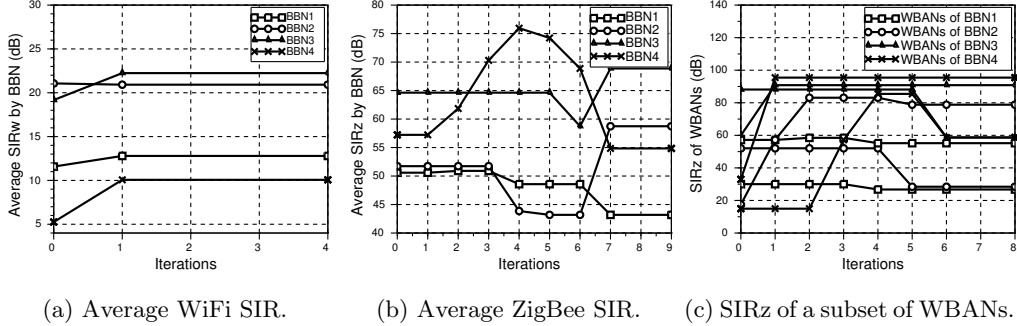 Average SIRw by BBN (dB)
30
25
20
15
10
5
0
1
2
3
4
Iterations
BBN1
BBN2
BBN3
BBN4
(a) Average WiFi SIR.
Average SIRz by BBN (dB)
80
75
70
65
60
55
50
45
40
0
1
2
3
4
5
6
7
8
9
Iterations
BBN1
BBN2
BBN3
BBN4
(b) Average ZigBee SIR.
SIRz of WBANs (dB)
140
120
100
80
60
40
20
0
0
1
2
3
4
5
6
7
8
Iterations
WBANs of BBN1
WBANs of BBN2
WBANs of BBN3
WBANs of BBN4
(c) SIRz of a subset of WBANs.